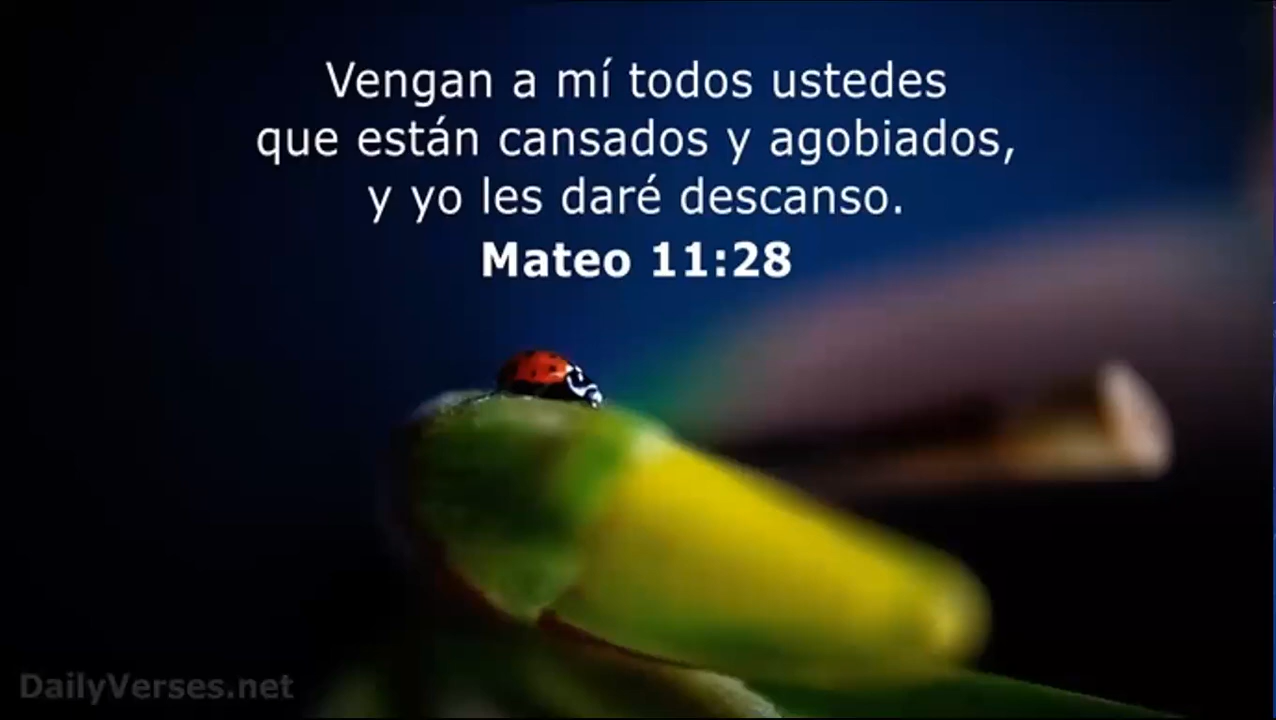 Vengan a mí todos ustedes
que están cansados y agobiados,
y yo les daré descanso.
Mateo 11:28
DailyVerses.net